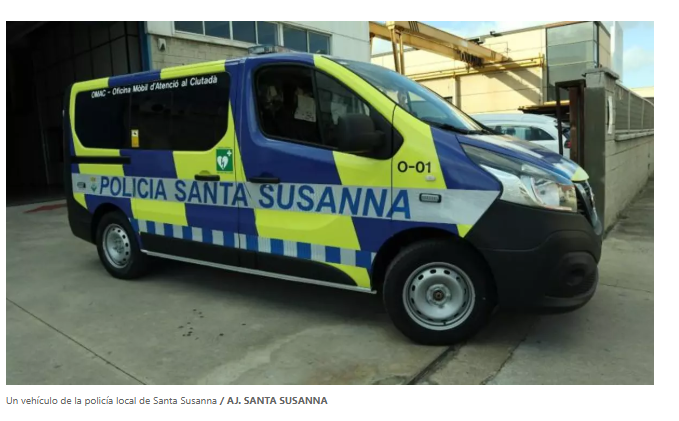 OMAC - Oficina Mòbil d'Atenció al Ciutadà
POLICIA SANTA SUSANNA
O-01
Un vehículo de la policía local de Santa Susanna / AJ. SANTA SUSANNA